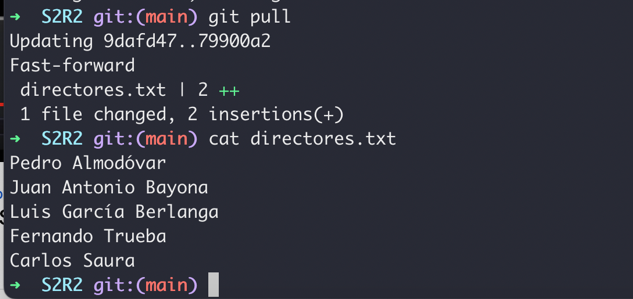 ➜ S2R2 git:(main) git pull
Updating 9dafd47..79900a2
Fast-forward
directores.txt | 2 ++
1 file changed, 2 insertions(+)
➜ S2R2 git:(main) cat directores.txt
Pedro Almodóvar
Juan Antonio Bayona
Luis García Berlanga
Fernando Trueba
Carlos Saura
➜ S2R2 git:(main)